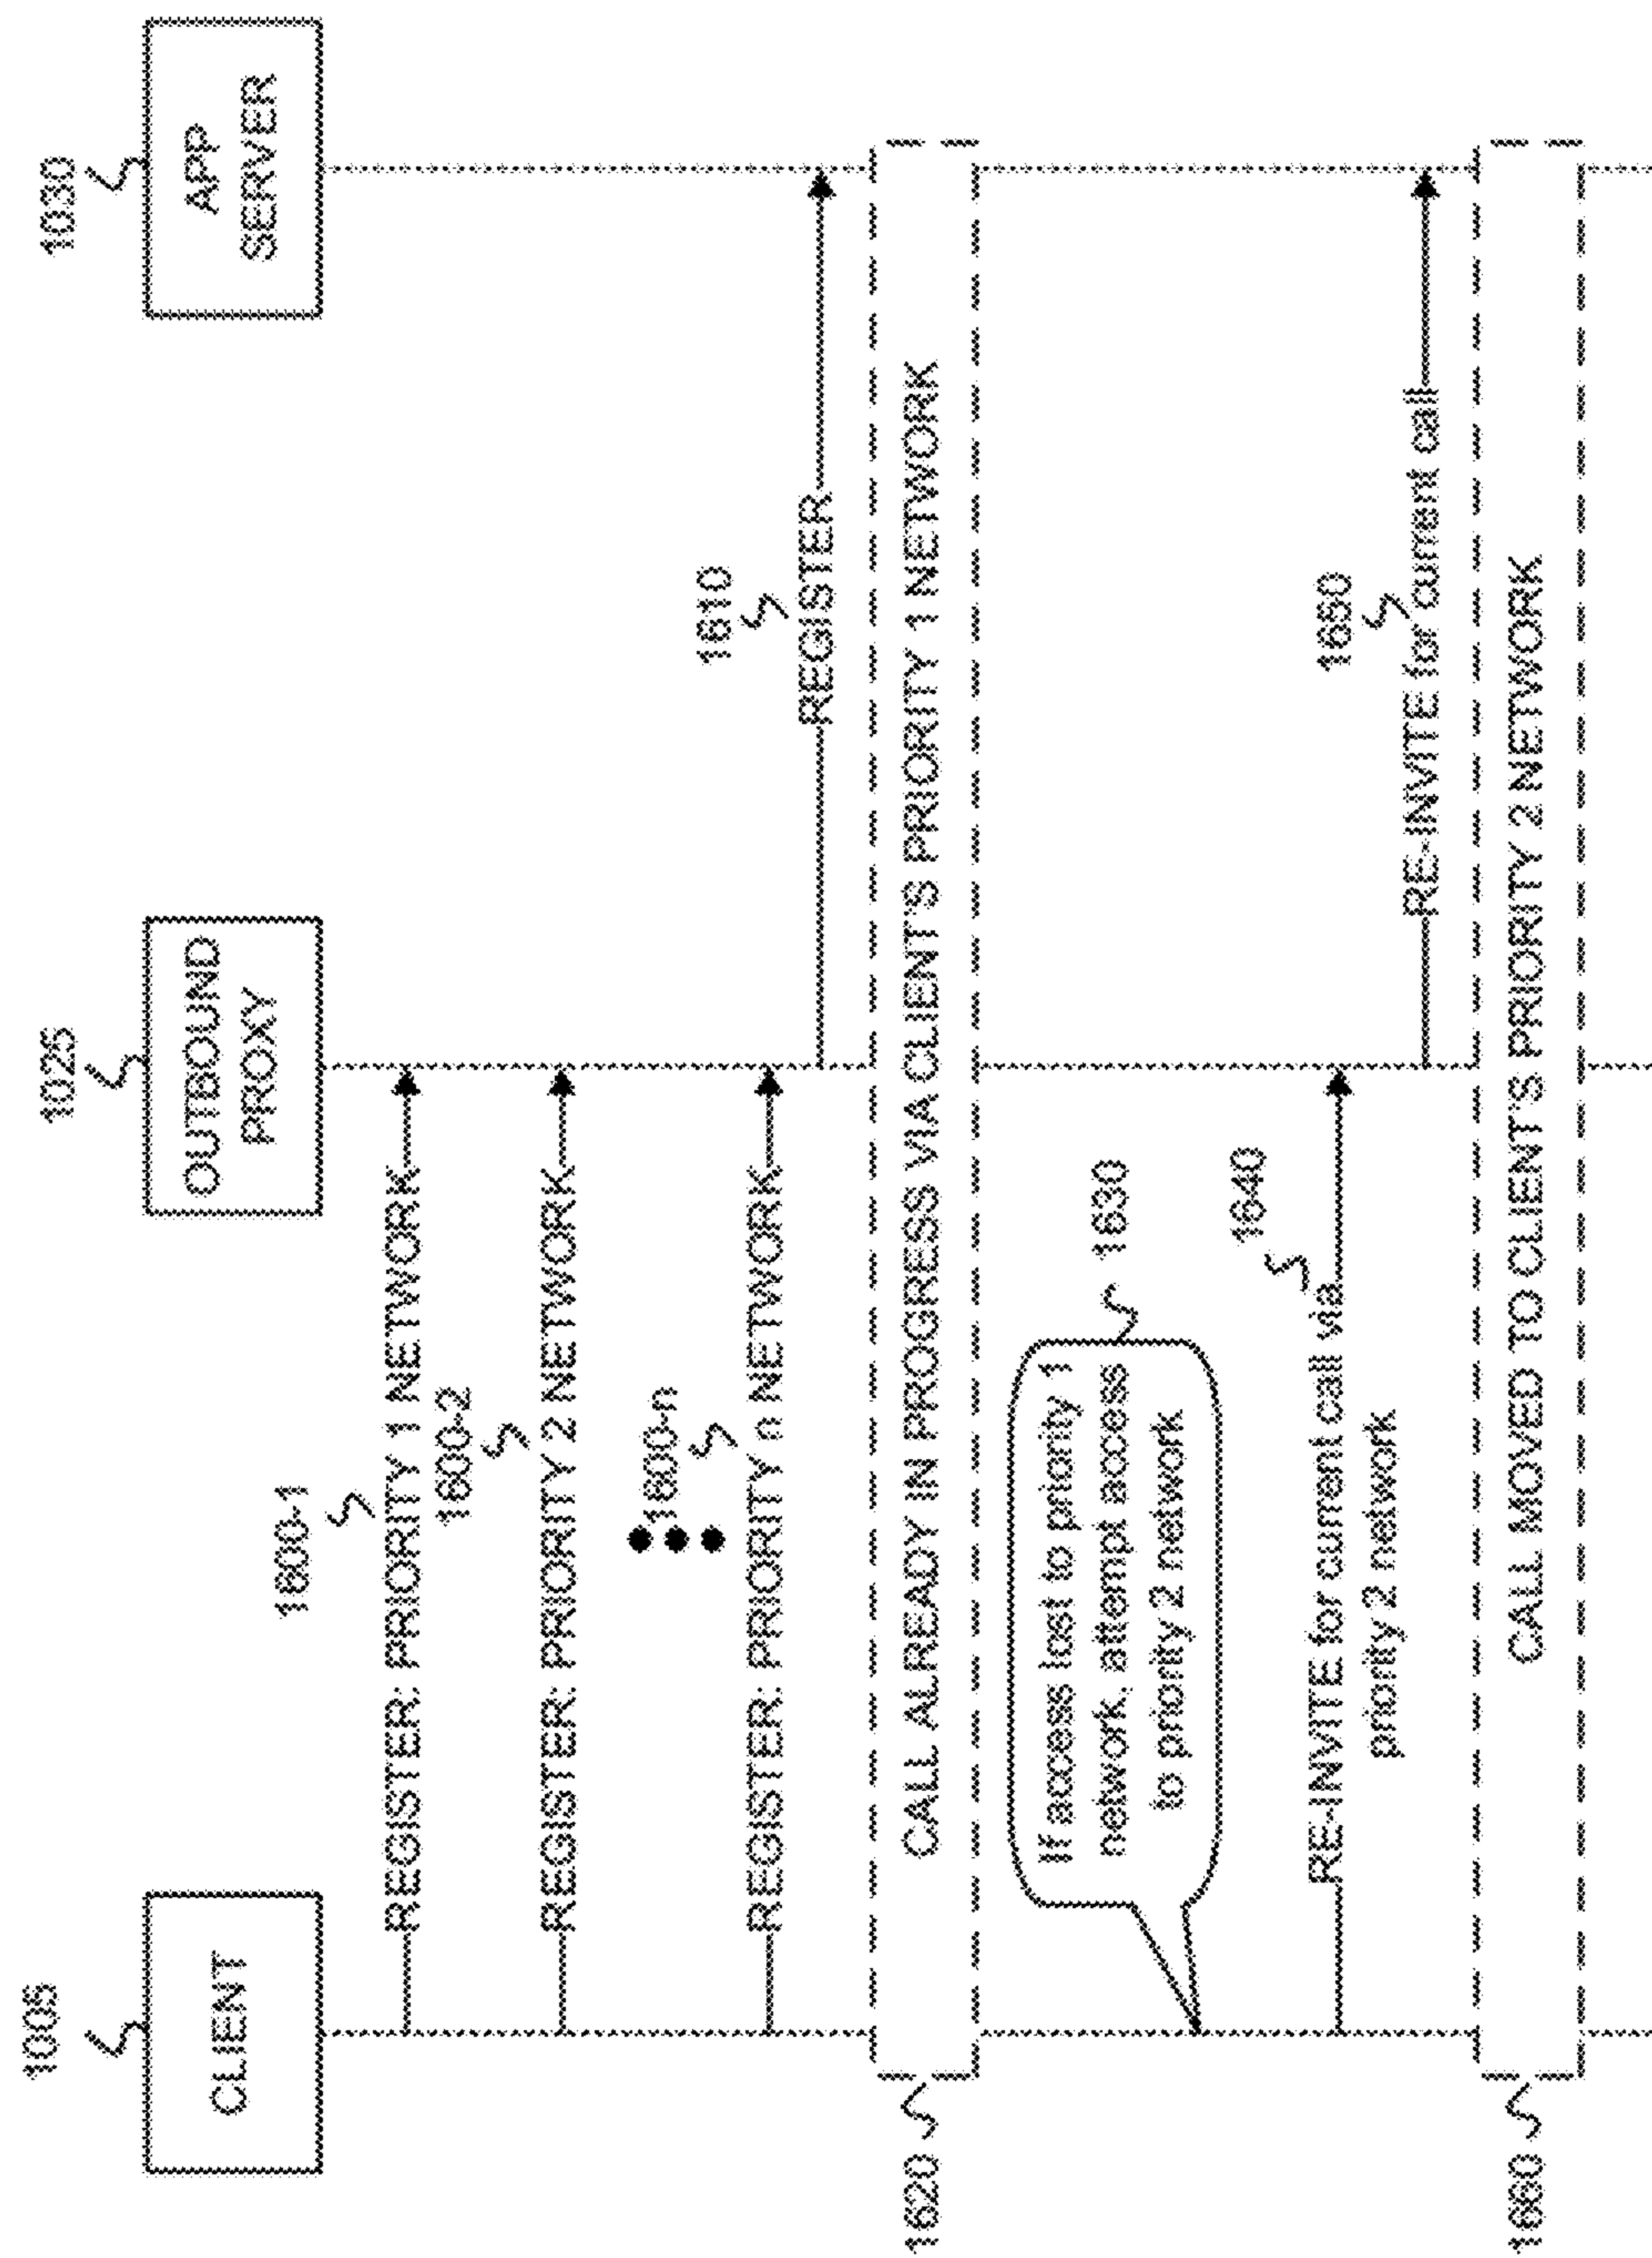 1005
1025
1030
CLIENT
OUTBOUND
PROXY
APP
SERVER
1600-1
REGISTER: PRIORITY 1 NETWORK
1600-2
REGISTER: PRIORITY 2 NETWORK
1600-n
REGISTER: PRIORITY n NETWORK
1610
REGISTER
1620
CALL ALREADY IN PROGRESS VIA CLIENT'S PRIORITY 1 NETWORK
If access lost to priority 1
network, attempt access
to priority 2 network
1630
1640
RE-INVITE for current call via
priority 2 network
1650
RE-INVITE for current call
1660
CALL MOVED TO CLIENT'S PRIORITY 2 NETWORK